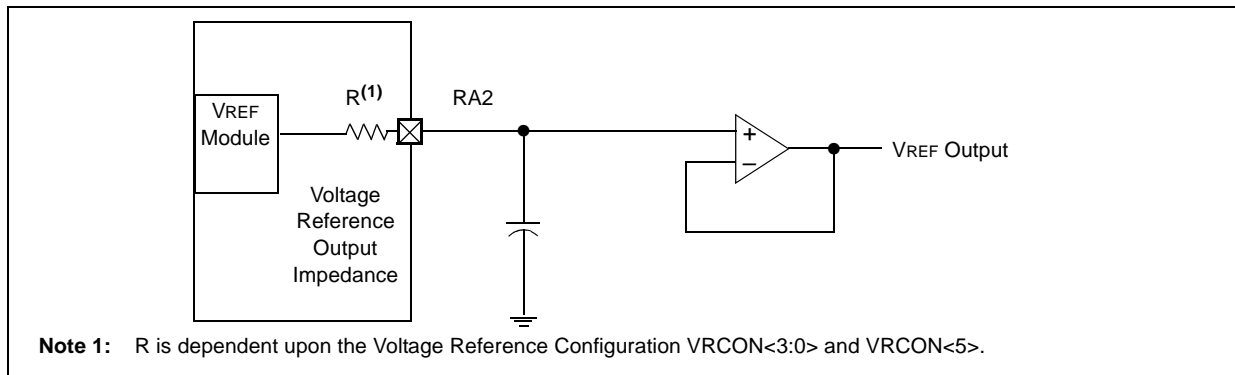 VREF
Module
R(1)
RA2
Voltage
Reference
Output
Impedance
+
–
VREF Output
Note 1: R is dependent upon the Voltage Reference Configuration VRCON<3:0> and VRCON<5>.